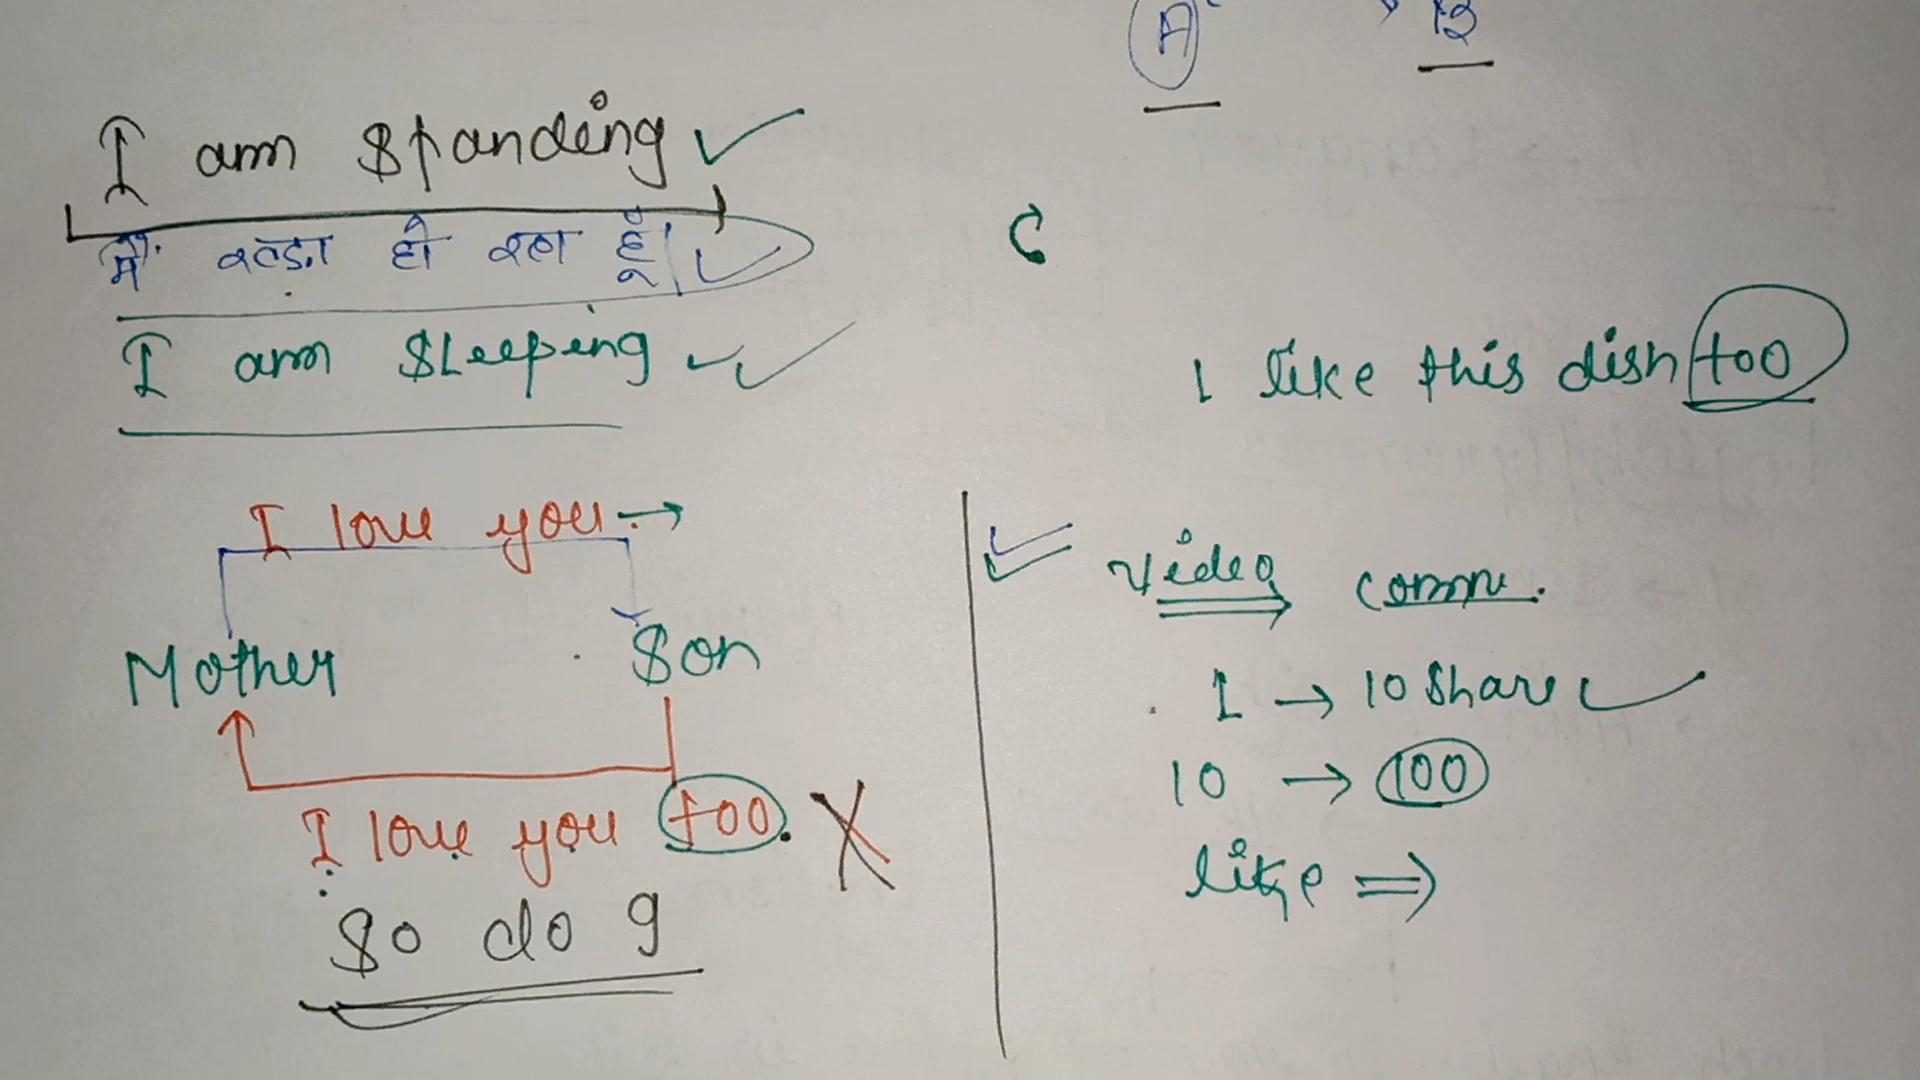 A
I am Standing
मैं खड़ा हो रहा हूँ।
I am Sleeping
I like this dish too
I love you.
Mother Son
I love you too.
So do I
video comm.
1 → 10 Share
10 → 100
like ⇒